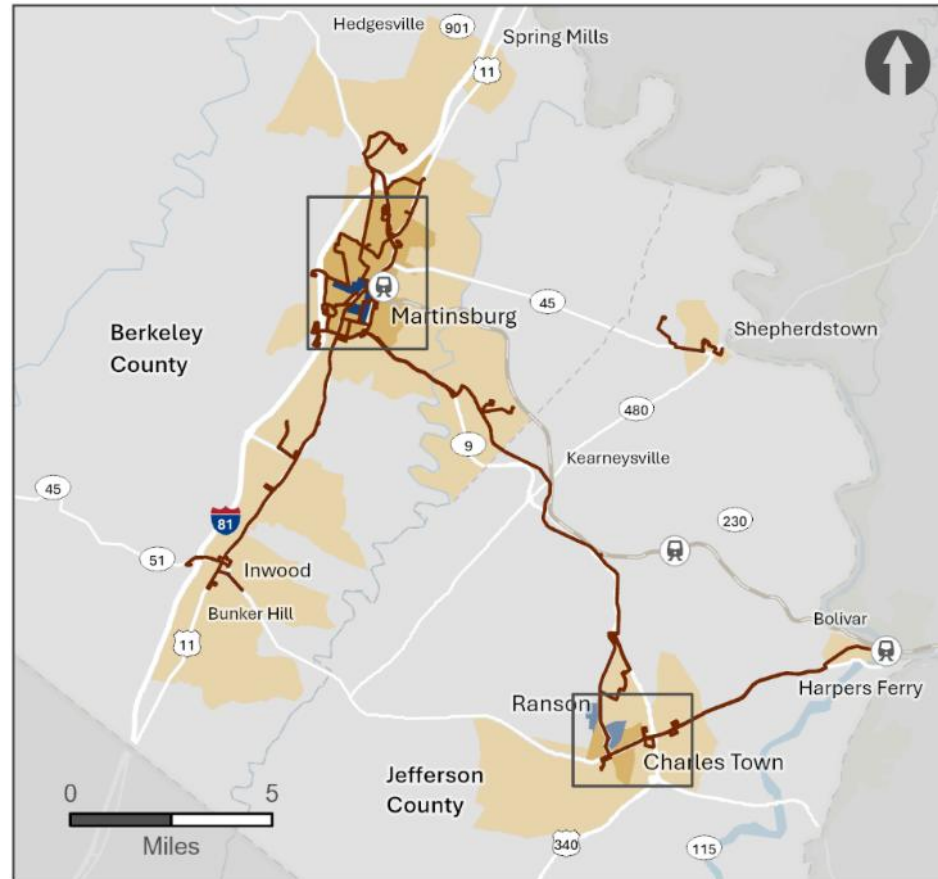 Hedgesville
901
Spring Mills
11
Martinsburg
Berkeley
County
45
Shepherdstown
480
9
Kearneysville
45
81
230
51
Inwood
Bunker Hill
11
Bolivar
Harpers Ferry
Ranson
Charles Town
Jefferson
County
0
5
Miles
340
115